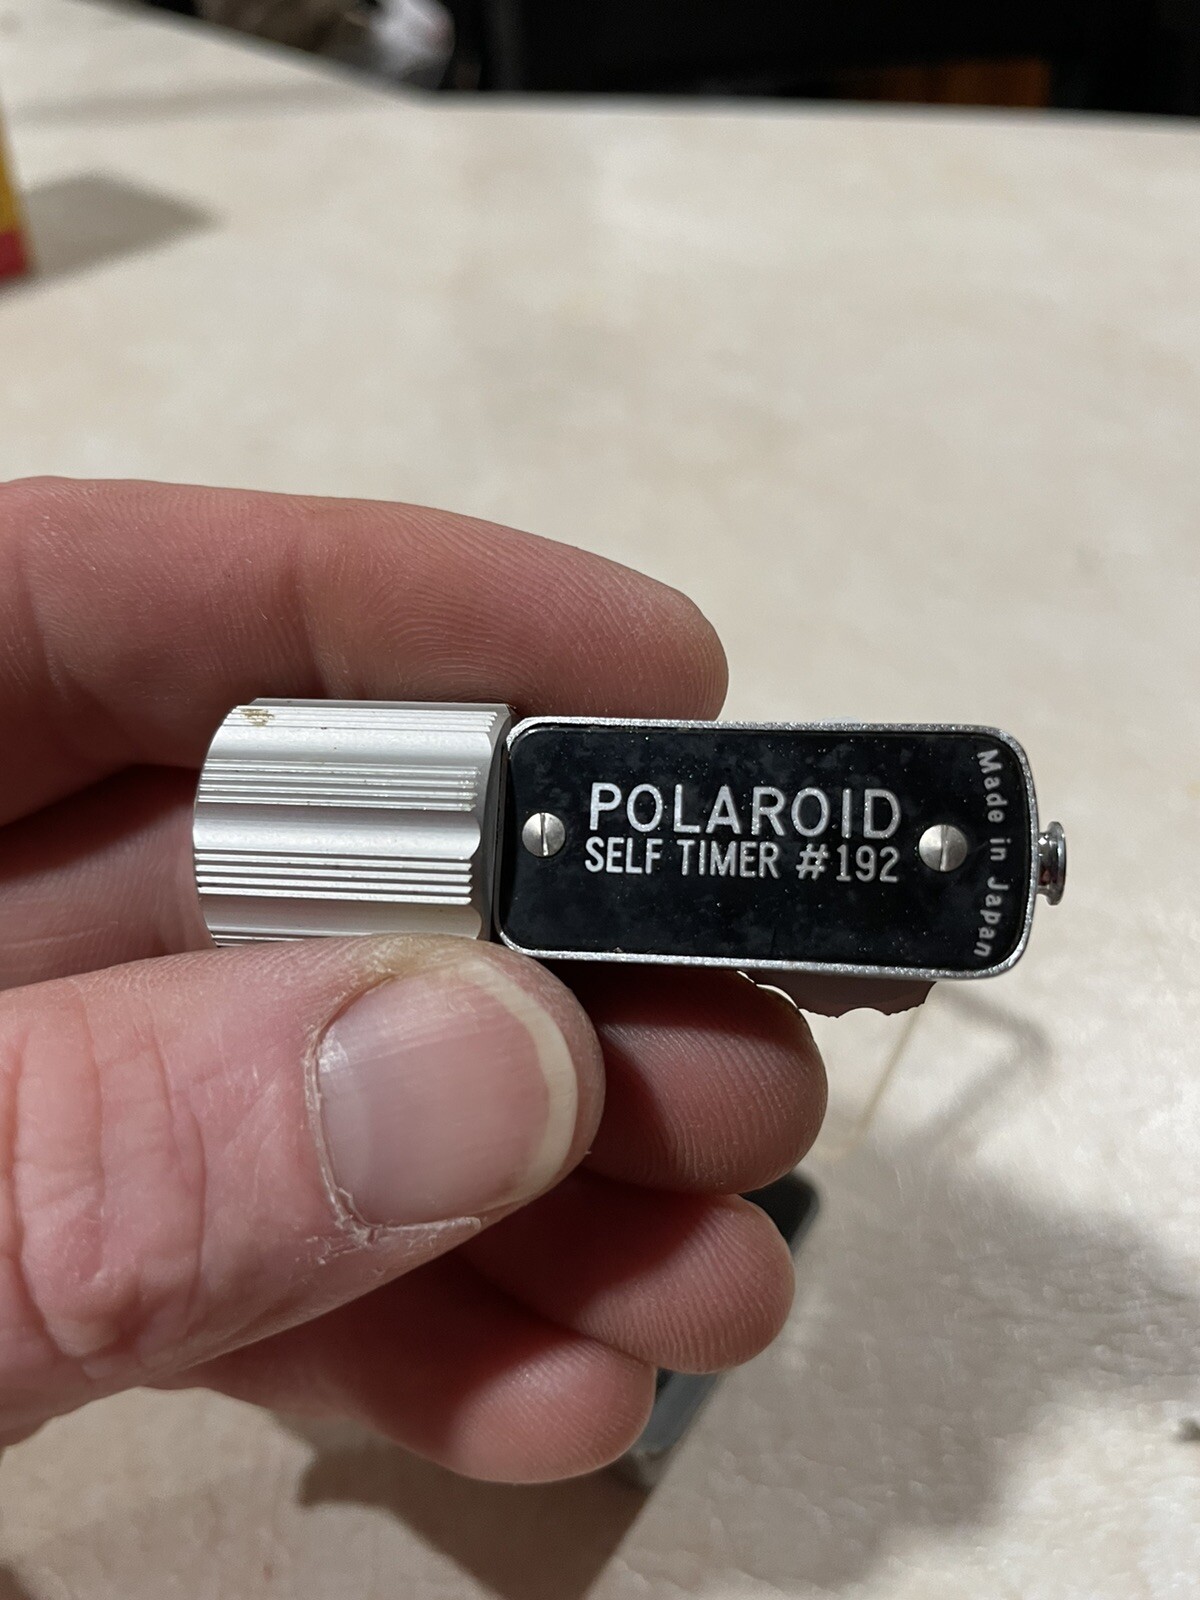 POLAROID
SELF TIMER #192
Made in Japan